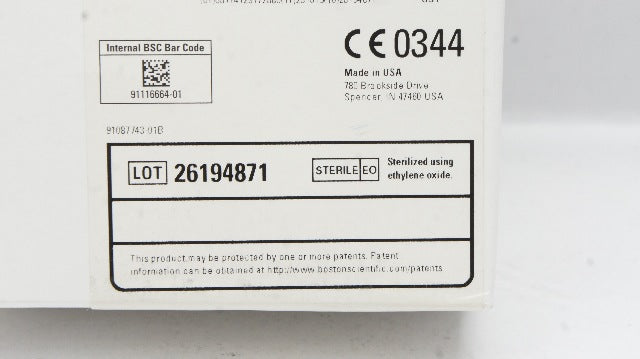 Internal BSC Bar Code
91116664-01
CE0344
Made in USA
780 Brookside Drive
Spencer, IN 47460 USA
91087743-01B
LOT 26194871
STERILE EO
Sterilized using
ethylene oxide.
This product may be protected by one or more patents. Patent
information can be obtained at http://www.bostonscientific.com/patents